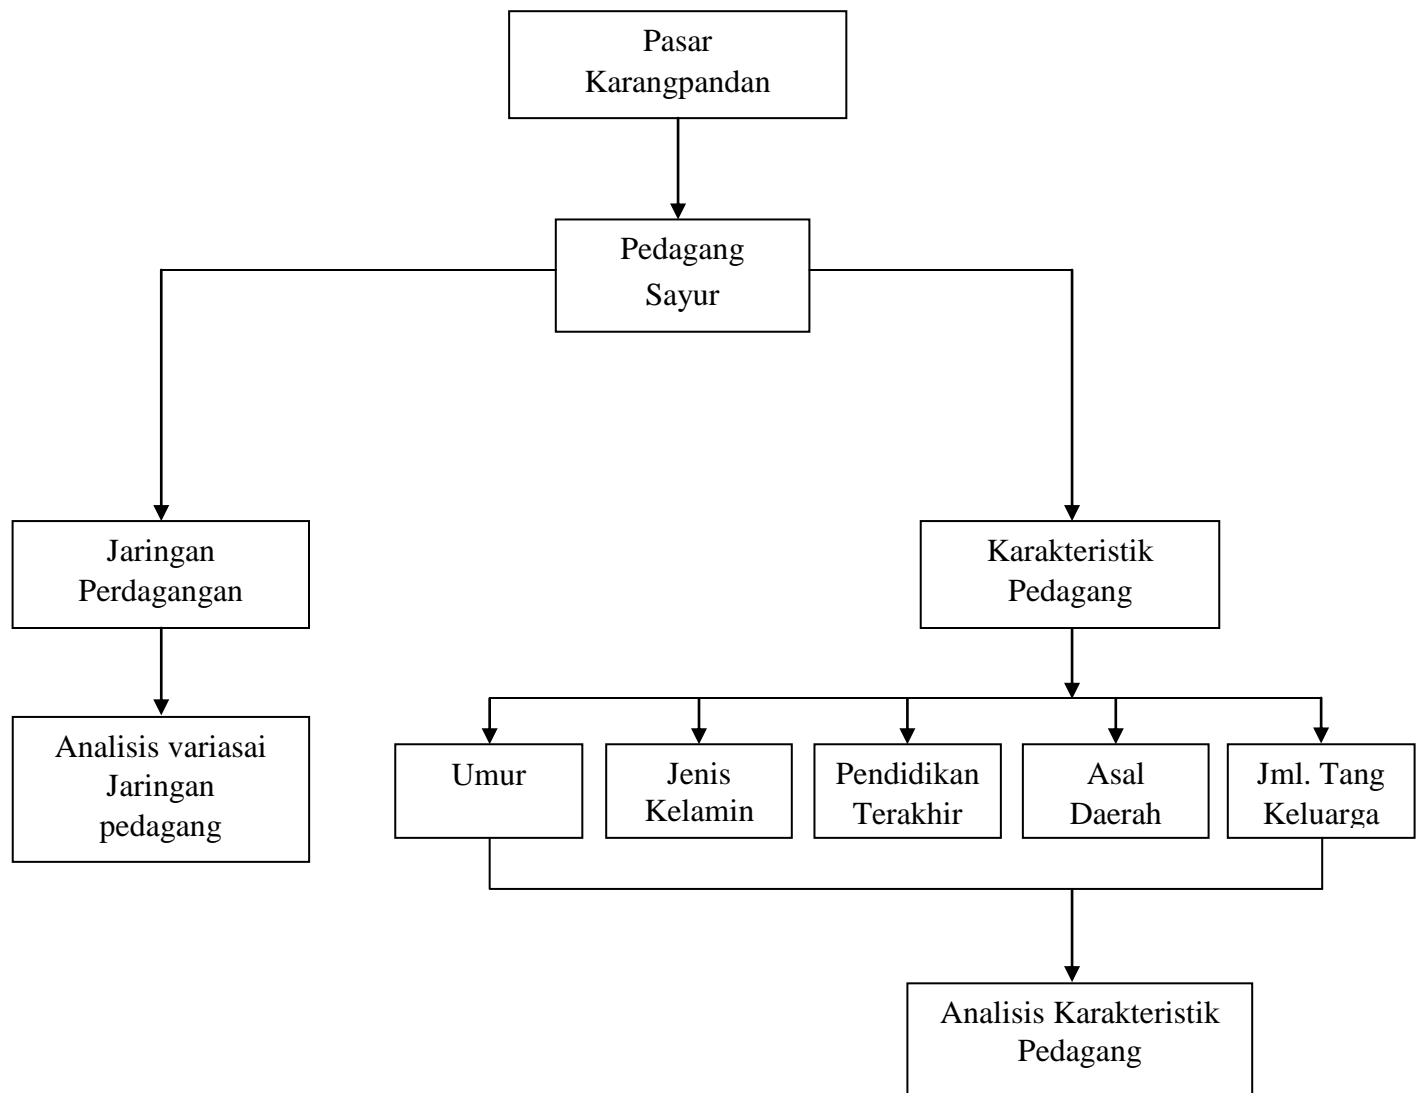 Pasar
Karangpandan
Pedagang
Sayur
Jaringan
Perdagangan
Karakteristik
Pedagang
Analisis variasai
Jaringan
pedagang
Umur
Jenis
Kelamin
Pendidikan
Terakhir
Asal
Daerah
Jml. Tang
Keluarga
Analisis Karakteristik
Pedagang